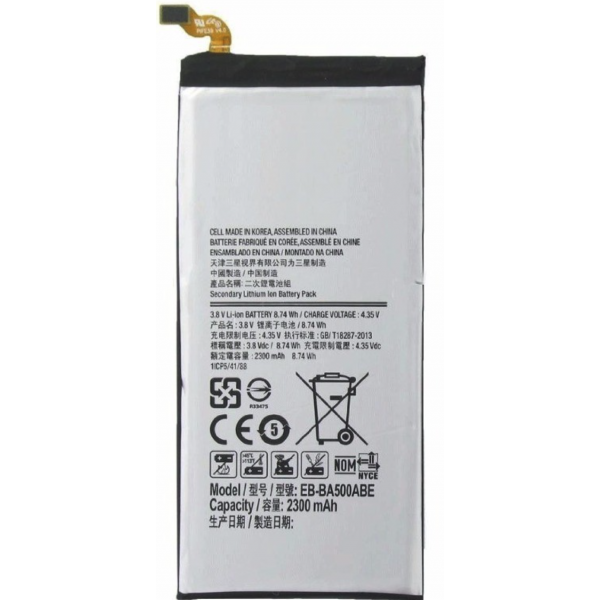 CELL MADE IN KOREA, ASSEMBLED IN CHINA
BATTERIE FABRIQUÉ EN CORÉE, ASSEMBLÉE EN CHINE
FABRICADO EN CHINA / MONTADO NA CHINA
天津三星视界有限公司为三星制造
中國製造 / 中国制造
產品名稱: 二次鋰電池組
Secondary Lithium Ion Battery Pack
3.8 V Li-ion BATTERY 8.74 Wh / CHARGE VOLTAGE : 4.35 V
产品名称 : 3.8 V 锂离子电池 / 8.74 Wh
充电限制电压 : 4.35 V 执行标准 : GB/T18287-2013
標稱電壓 : 3.8 Vdc / 8.74 Wh 充電限制電壓 : 4.35 Vdc
額定電容量 2300 mAh 8.74 Wh
1ICP5/41/88
R33475
5
NOM
NYCE
Model / 型号 / 型號: EB-BA500ABE
Capacity / 容量: 2300 mAh
生产日期 / 製造日期: